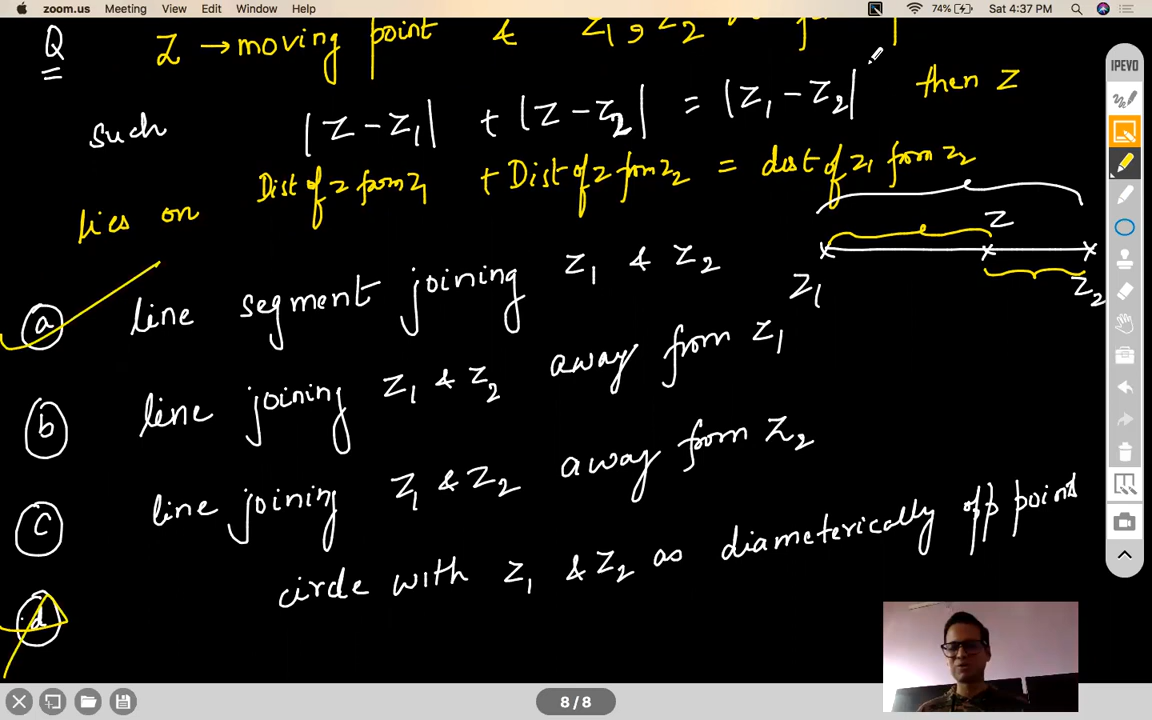 zoom.us Meeting View Edit Window Help 74% Sat 4:37 PM
Q Z → moving point & Z1, Z2
such |Z - Z1| + |Z - Z2| = |Z1 - Z2| then Z
Dist of z from z1 + Dist of z from z2 = dist of z1 from z2
lies on
Z
Z1 Z2
(a) line segment joining Z1 & Z2
(b) line joining Z1 & Z2 away from Z1
(c) line joining Z1 & Z2 away from Z2
(d) circle with Z1 & Z2 as diameterically opp point
IPEVO
8/8